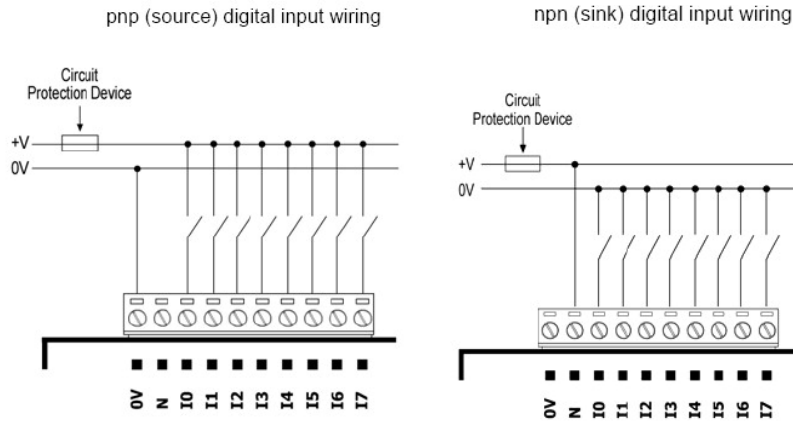 pnp (source) digital input wiring
Circuit
Protection Device
+V
0V
0V N I0 I1 I2 I3 I4 I5 I6 I7
npn (sink) digital input wiring
Circuit
Protection Device
+V
0V
0V N I0 I1 I2 I3 I4 I5 I6 I7